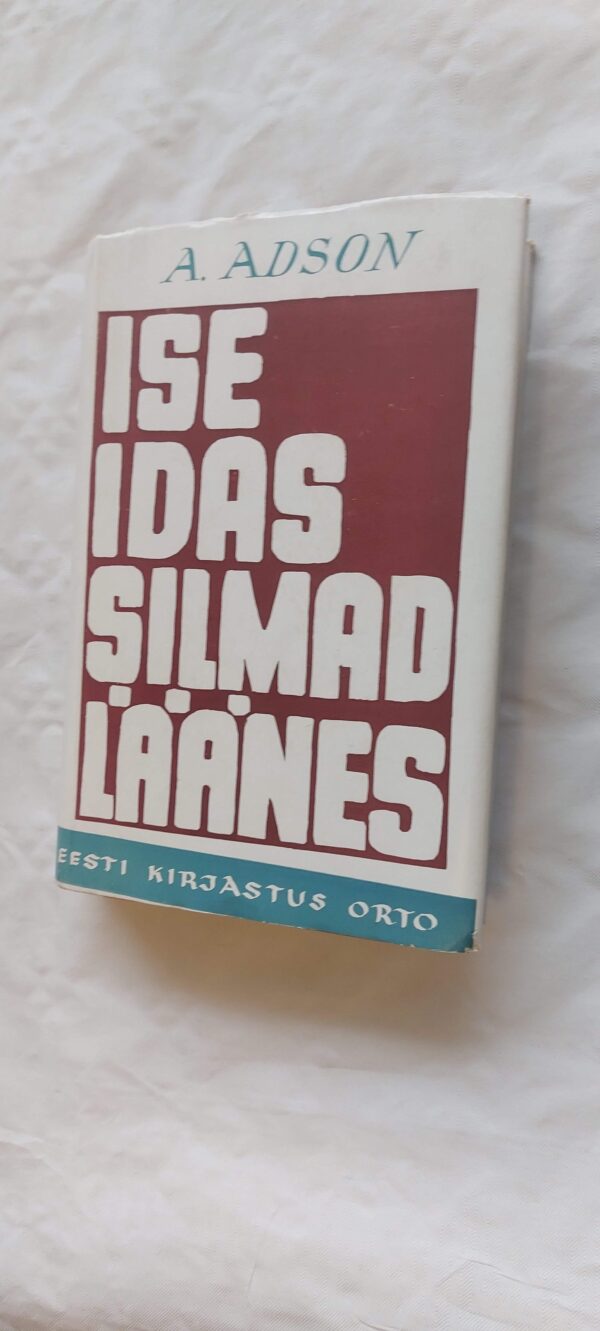 A. ADSON
ISE
IDAS
SILMAD
LÄÄNES
EESTI KIRJASTUS ORTO